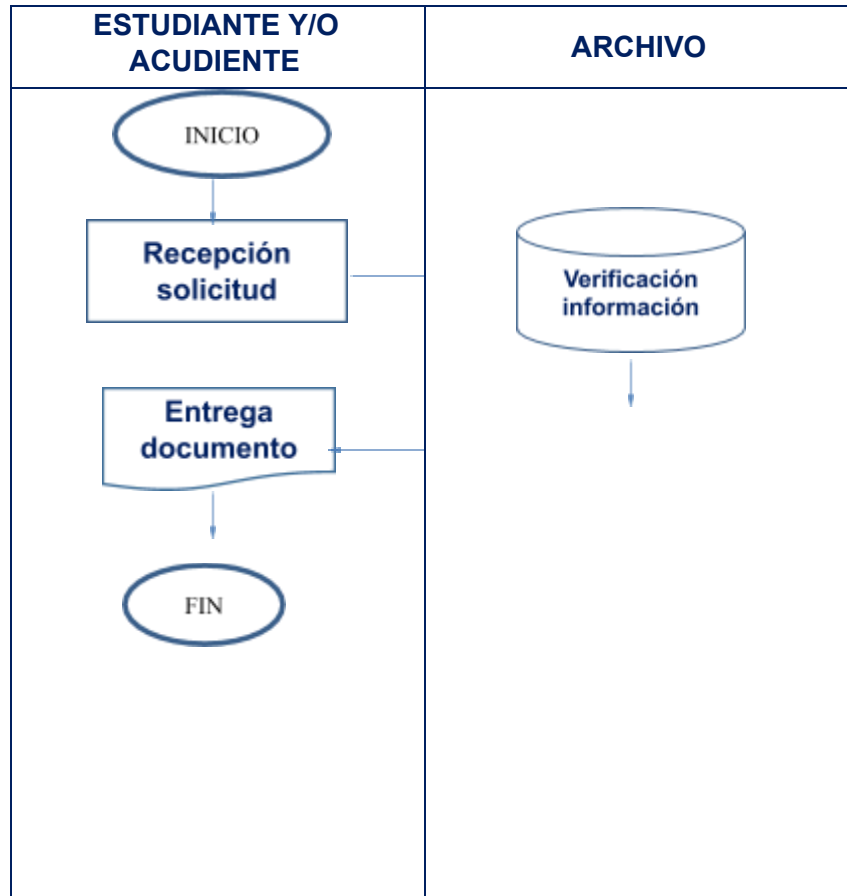 ESTUDIANTE Y/O
ACUDIENTE
ARCHIVO
INICIO
Recepción
solicitud
Verificación
información
Entrega
documento
FIN